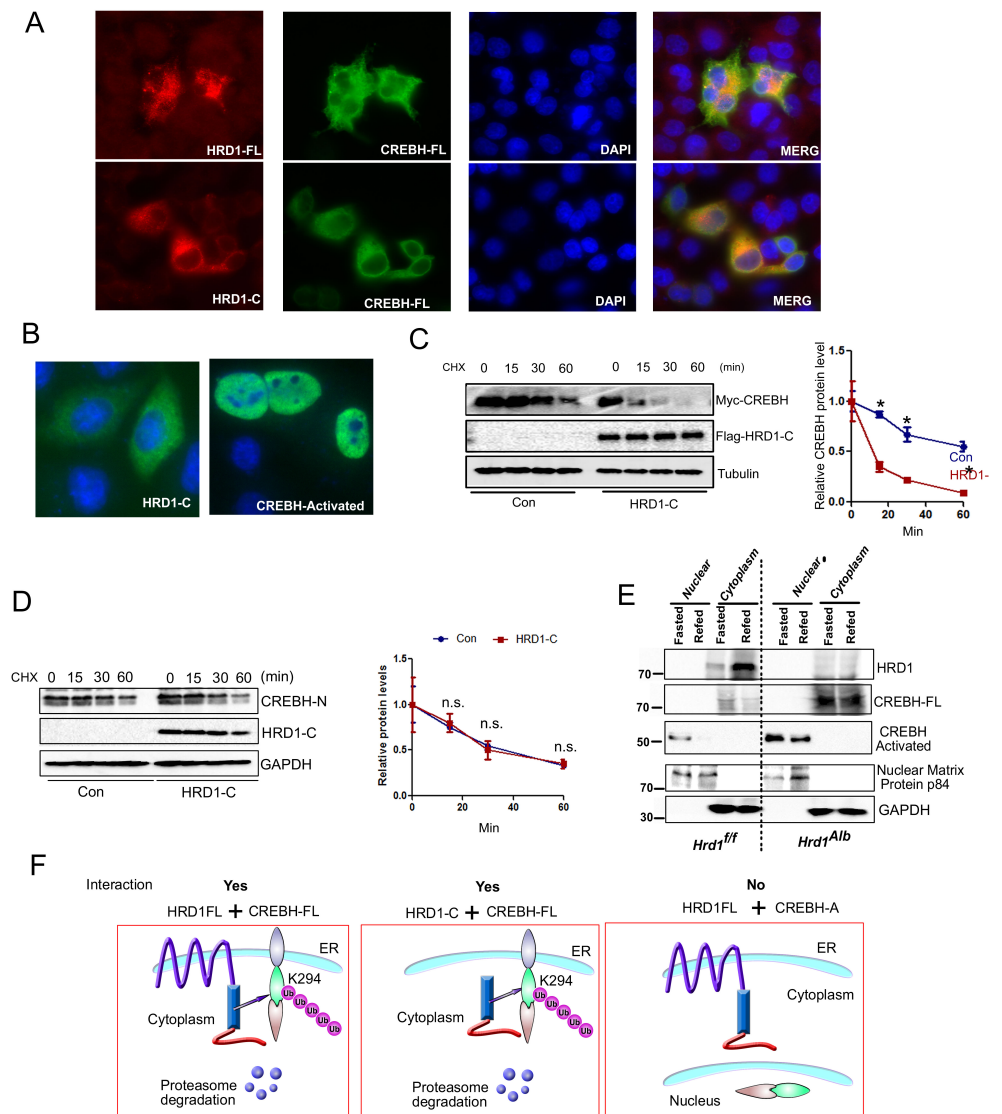 A
HRD1-FL CREBH-FL DAPI MERG
HRD1-C CREBH-FL DAPI MERG
B
HRD1-C CREBH-Activated
C
CHX 0 15 30 60 0 15 30 60 (min)
Myc-CREBH
Flag-HRD1-C
Tubulin
Con HRD1-C
Relative CREBH protein level
1.5
1.0
0.5
0.0
* * *
Con
HRD1-
0 20 40 60
Min
D
CHX 0 15 30 60 0 15 30 60 (min)
CREBH-N
HRD1-C
GAPDH
Con HRD1-C
Con HRD1-C
Relative protein levels
1.5
1.0
0.5
0.0
n.s. n.s. n.s.
0 20 40 60
Min
E
Nuclear Cytoplasm Nuclear Cytoplasm
Fasted Refed Fasted Refed Fasted Refed Fasted Refed
70 HRD1
70 CREBH-FL
50 CREBH
Activated
70 Nuclear Matrix
Protein p84
30 GAPDH
Hrd1f/f Hrd1Alb
F
Interaction Yes Yes No
HRD1FL + CREBH-FL HRD1-C + CREBH-FL HRD1FL + CREBH-A
ER
K294
Ub Ub Ub Ub Ub
Cytoplasm
Proteasome
degradation
ER
K294
Ub Ub Ub Ub Ub
Cytoplasm
Proteasome
degradation
ER
Cytoplasm
Nucleus